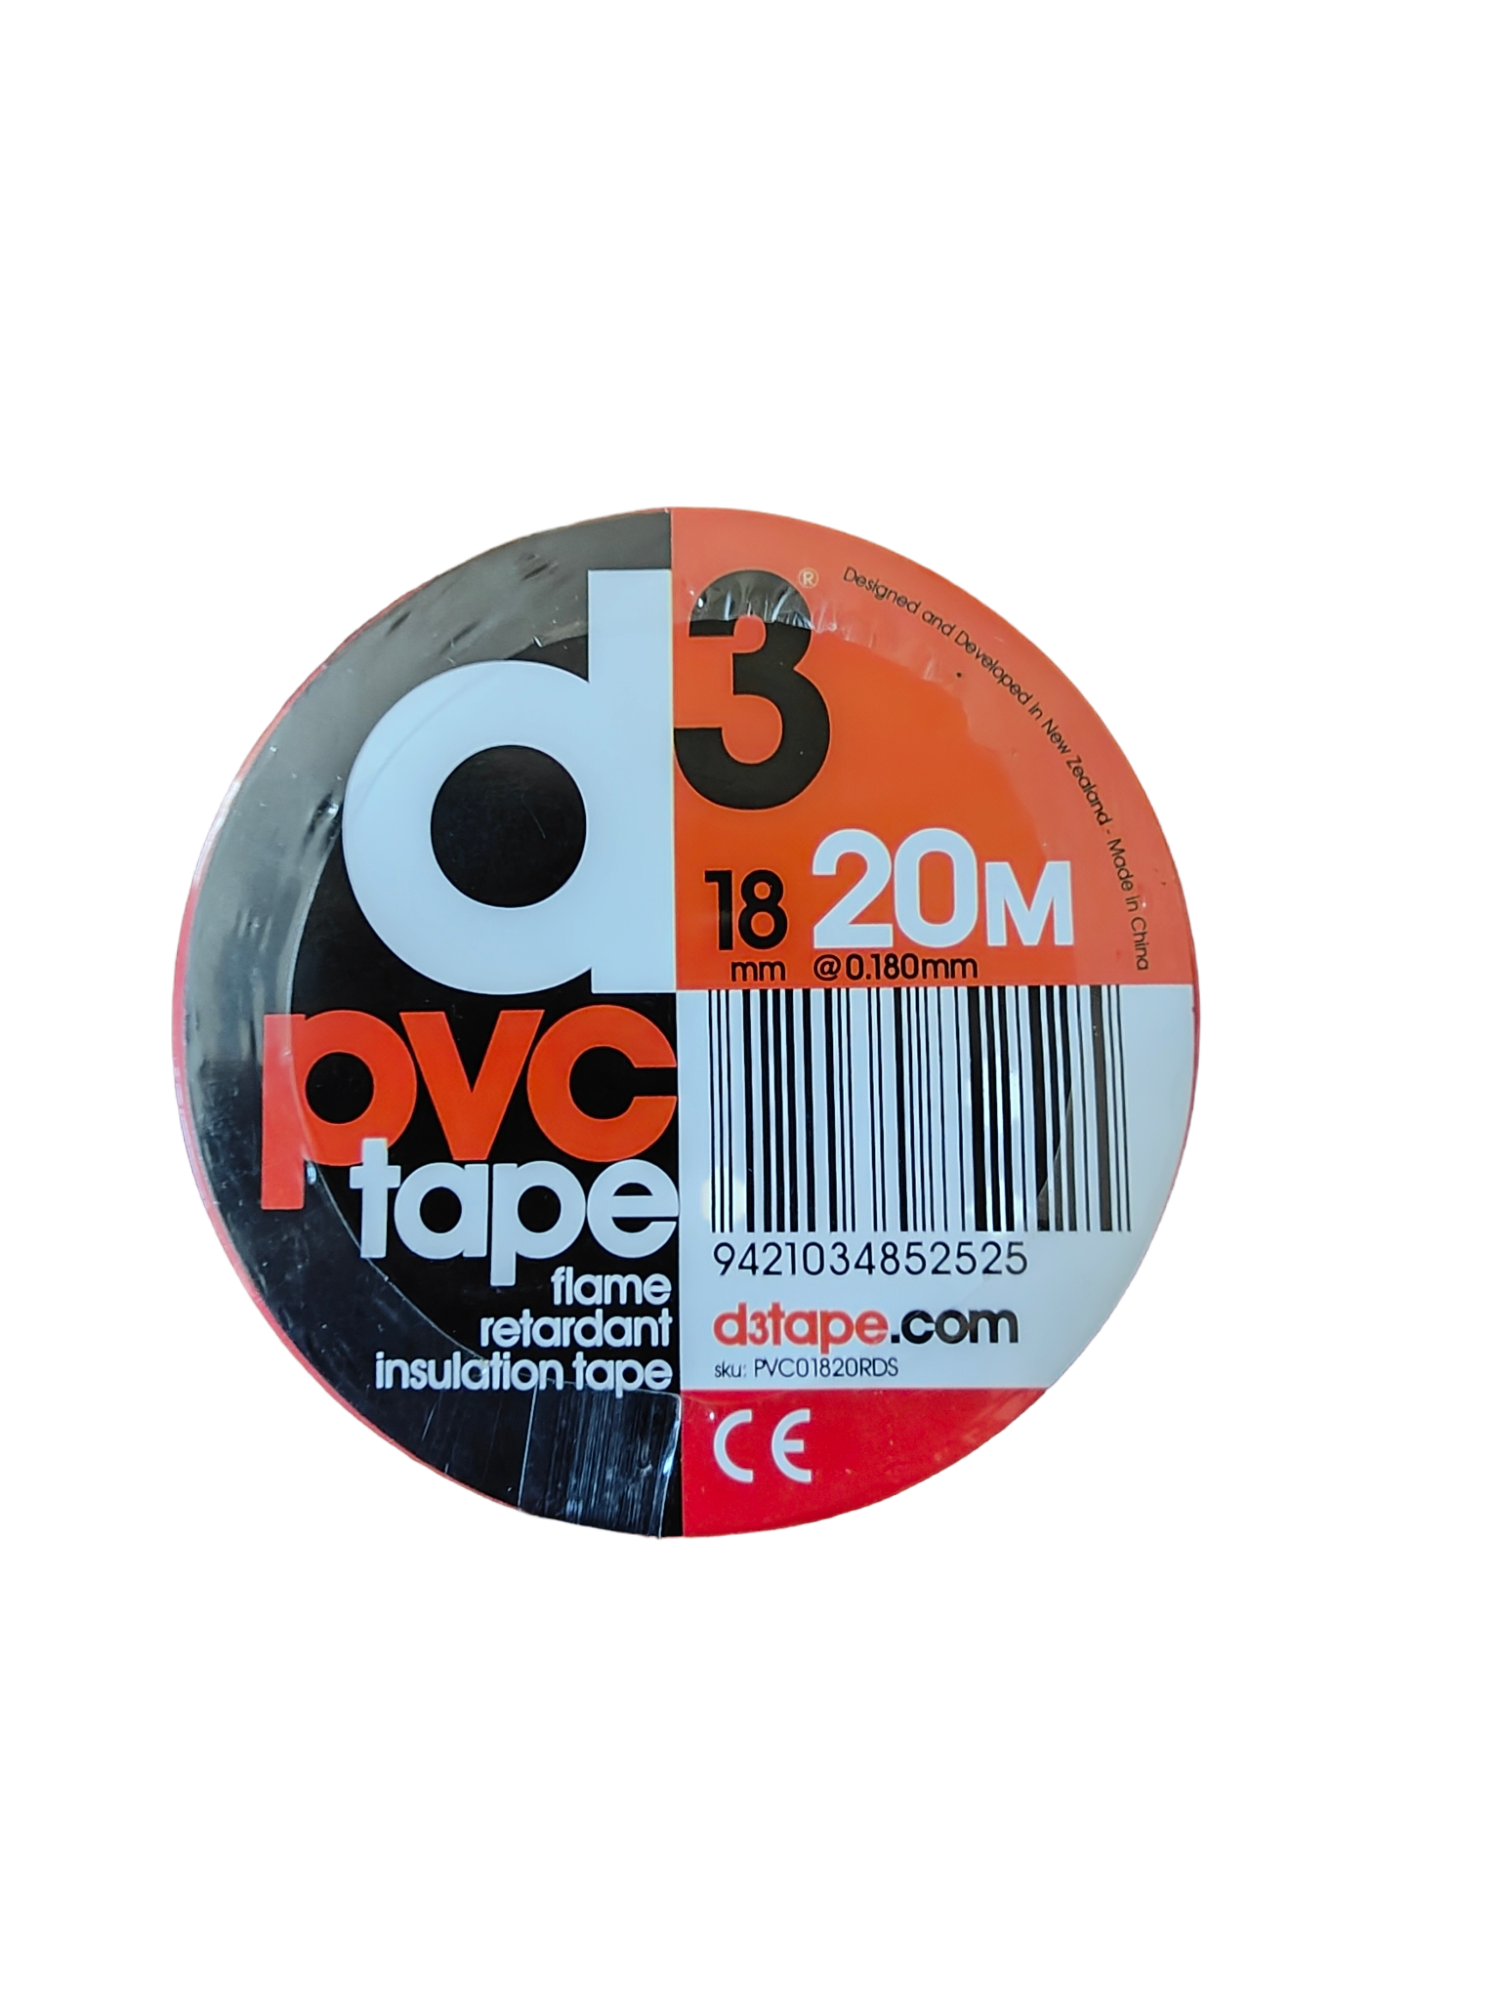 d3®
Designed and Developed in New Zealand - Made in China
18 20M
mm @0.180mm
pvc
tape
flame
retardant
insulation tape
9421034852525
d3tape.com
sku: PVC01820RDS
CE